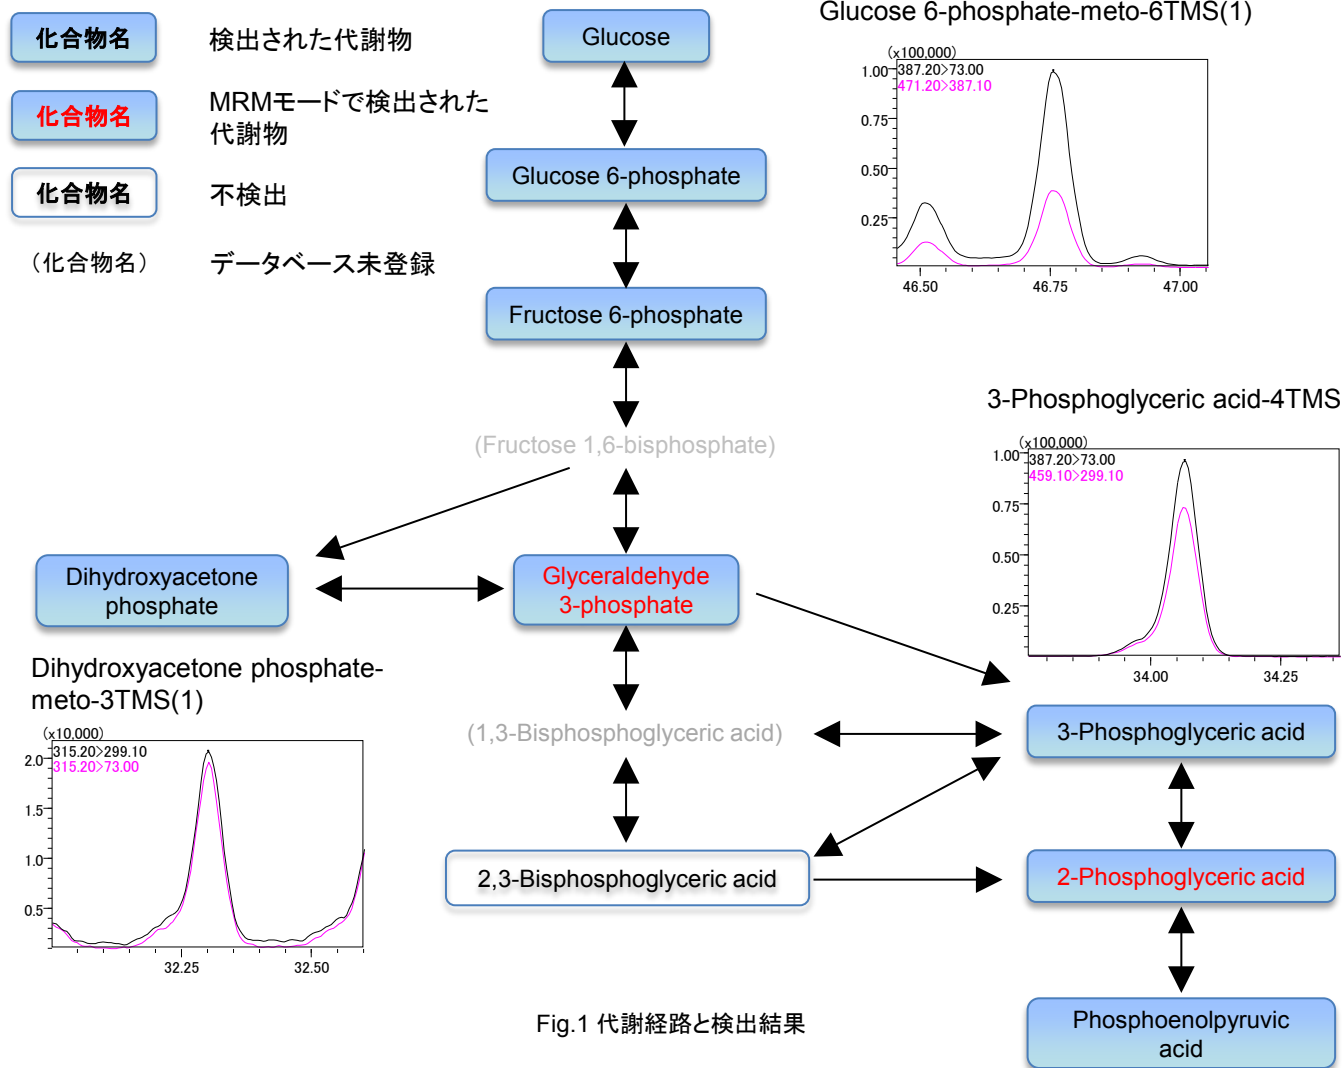 化合物名
検出された代謝物
化合物名
MRMモードで検出された
代謝物
化合物名
不検出
（化合物名）
データベース未登録
Glucose
Glucose 6-phosphate
Fructose 6-phosphate
(Fructose 1,6-bisphosphate)
Dihydroxyacetone
phosphate
Glyceraldehyde
3-phosphate
(1,3-Bisphosphoglyceric acid)
3-Phosphoglyceric acid
2,3-Bisphosphoglyceric acid
2-Phosphoglyceric acid
Phosphoenolpyruvic
acid
Glucose 6-phosphate-meto-6TMS(1)
(x100,000)
387.20>73.00
471.20>387.10
1.00
0.75
0.50
0.25
46.50
46.75
47.00
3-Phosphoglyceric acid-4TMS
(x100,000)
387.20>73.00
459.10>299.10
1.00
0.75
0.50
0.25
34.00
34.25
Dihydroxyacetone phosphate-
meto-3TMS(1)
(x10,000)
315.20>299.10
315.20>73.00
2.0
1.5
1.0
0.5
32.25
32.50
Fig.1 代謝経路と検出結果